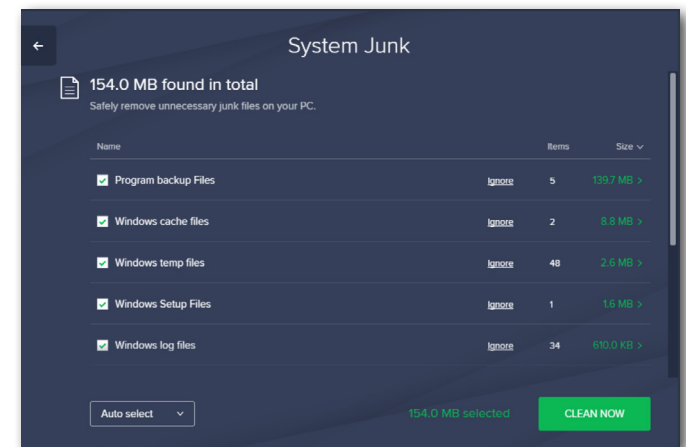 System Junk
154.0 MB found in total
Safely remove unnecessary junk files on your PC.
Name Items Size
Program backup Files Ignore 5 139.7 MB >
Windows cache files Ignore 2 8.8 MB >
Windows temp files Ignore 48 2.6 MB >
Windows Setup Files Ignore 1 1.6 MB >
Windows log files Ignore 34 610.0 KB >
Auto select 154.0 MB selected CLEAN NOW